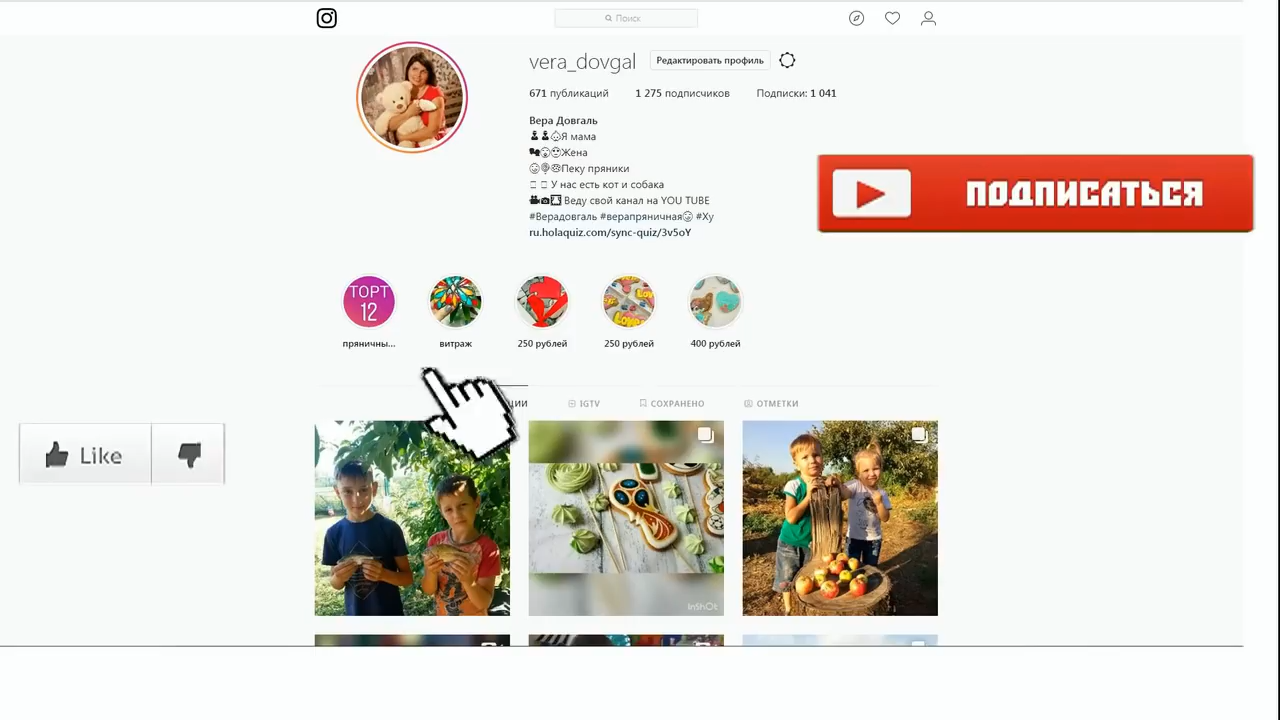 Поиск
vera_dovgal Редактировать профиль
671 публикаций 1 275 подписчиков Подписки: 1 041
Вера Довгаль
Я мама
Жена
Пеку пряники
У нас есть кот и собака
Веду свой канал на YOU TUBE
#Верадовгаль #верапряничная #Ху
ru.holaquiz.com/sync-quiz/3v5oY
ПОДПИСАТЬСЯ
ТОРТ
12
пряничны... витраж 250 рублей 250 рублей 400 рублей
ЦИИ IGTV СОХРАНЕНО ОТМЕТКИ
Like
InShOt